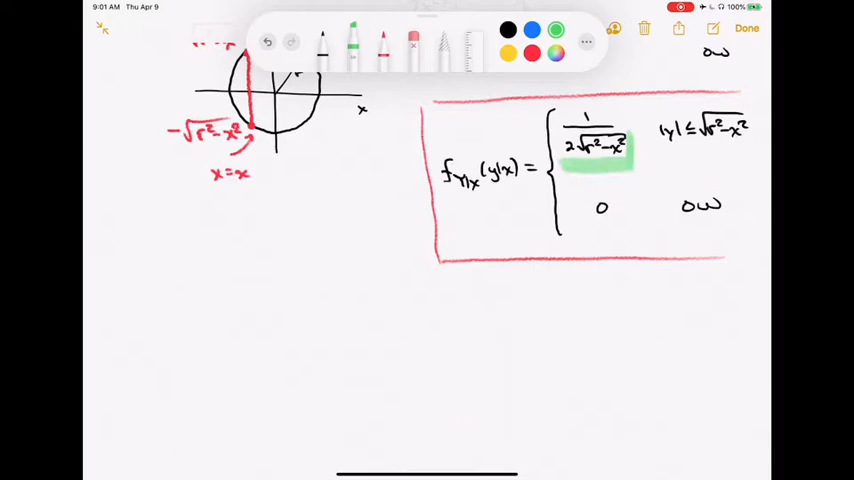 9:01 AM Thu Apr 9
100%
Done
ow
x
-√r²-x²
x=x
f_{Y|X}(y|x) = { 1 / 2√r²-x² |y| ≤ √r²-x²
0 ow